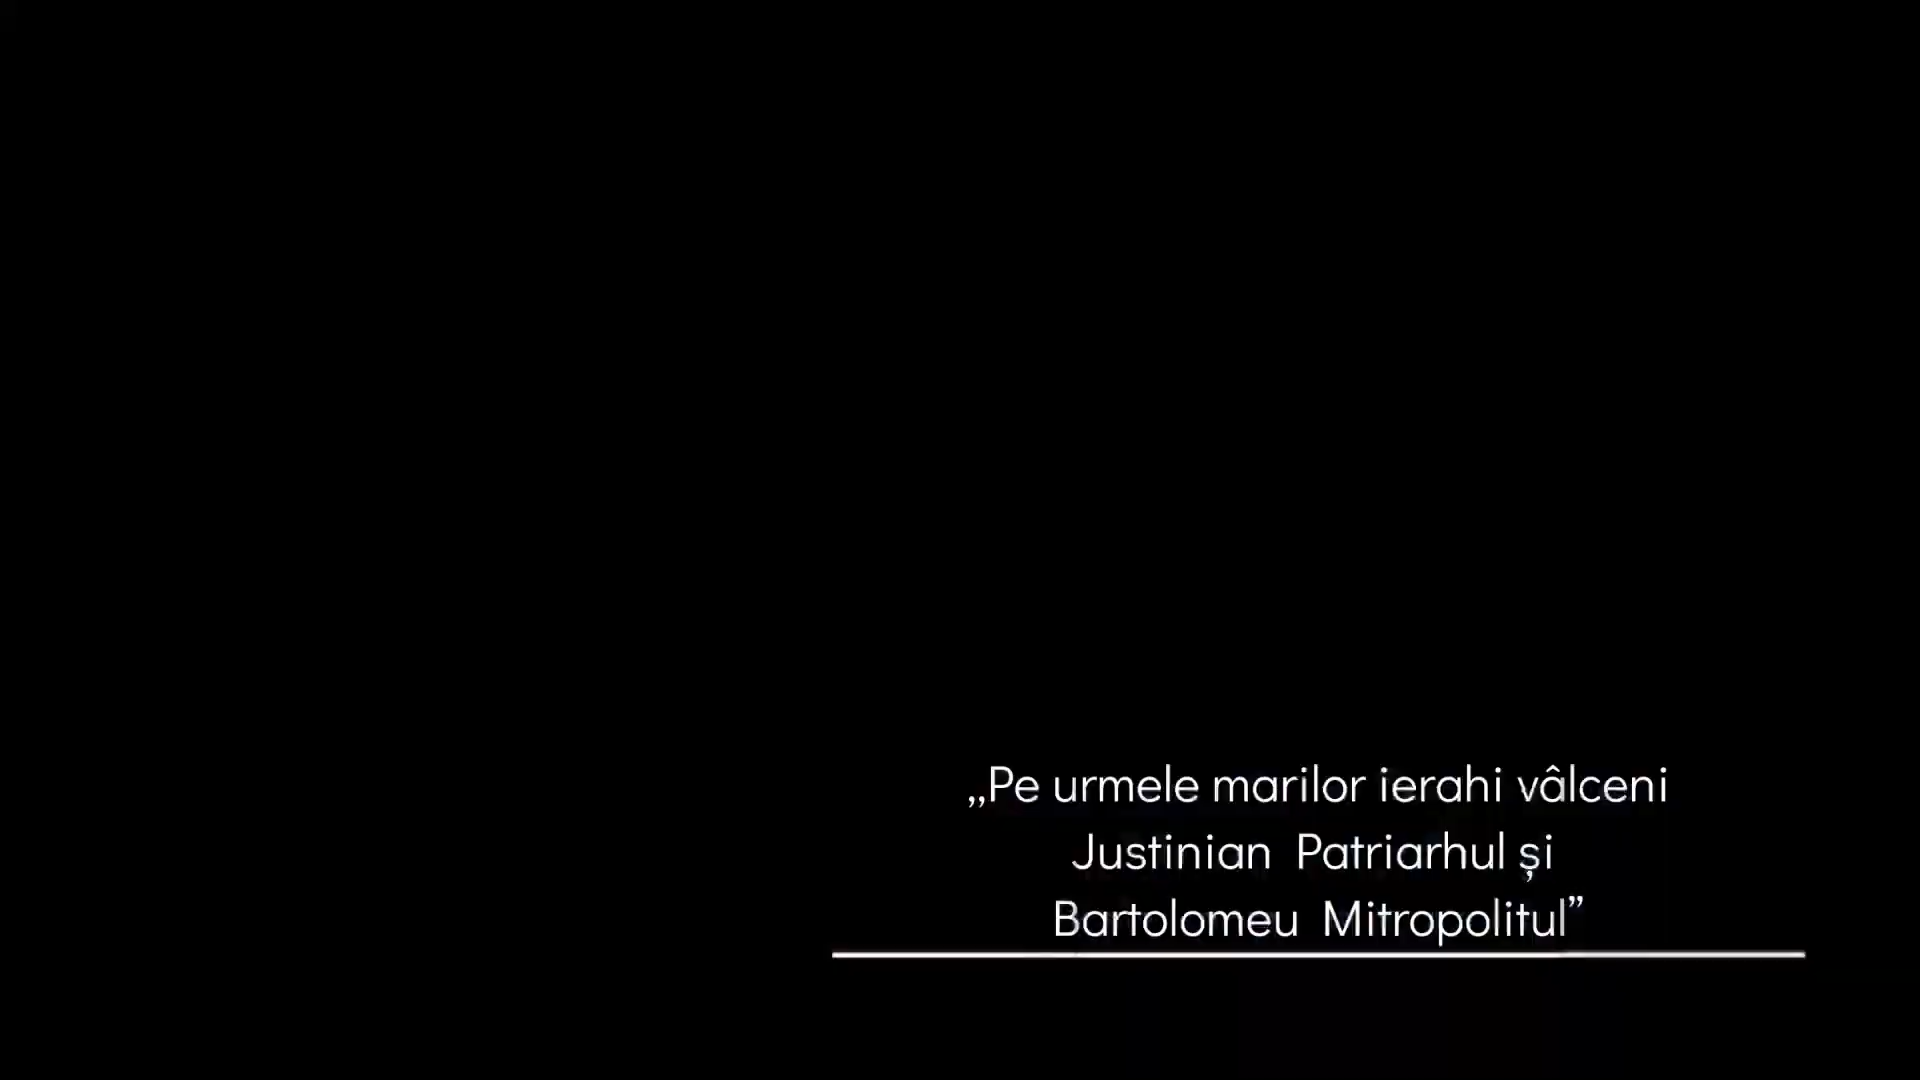 „Pe urmele marilor ierahi vâlceni
Justinian Patriarhul și
Bartolomeu Mitropolitul”